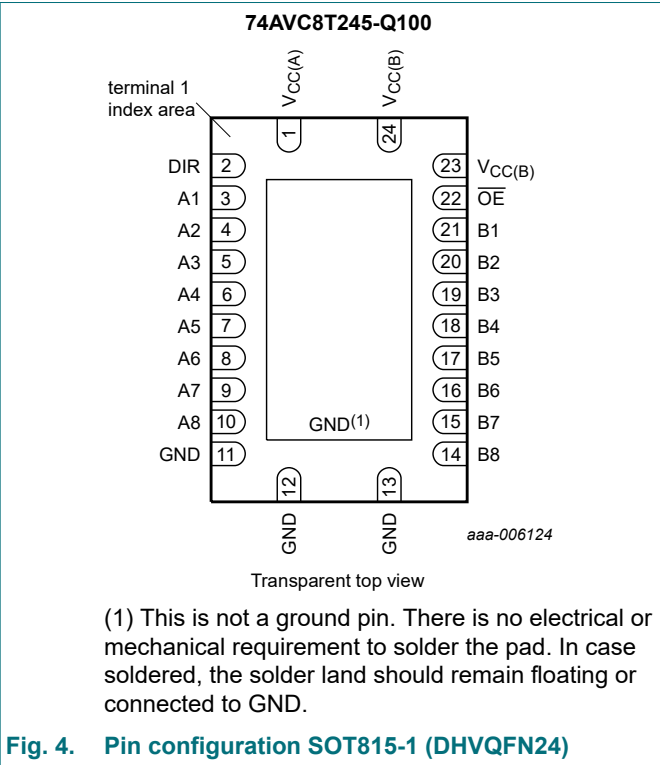 74AVC8T245-Q100
terminal 1
index area
VCC(A)
VCC(B)
1
24
DIR 2
23 VCC(B)
A1 3
22 OE
A2 4
21 B1
A3 5
20 B2
A4 6
19 B3
A5 7
18 B4
A6 8
17 B5
A7 9
16 B6
A8 10
GND(1)
15 B7
GND 11
14 B8
12
13
GND
GND
aaa-006124
Transparent top view
(1) This is not a ground pin. There is no electrical or
mechanical requirement to solder the pad. In case
soldered, the solder land should remain floating or
connected to GND.
Fig. 4. Pin configuration SOT815-1 (DHVQFN24)